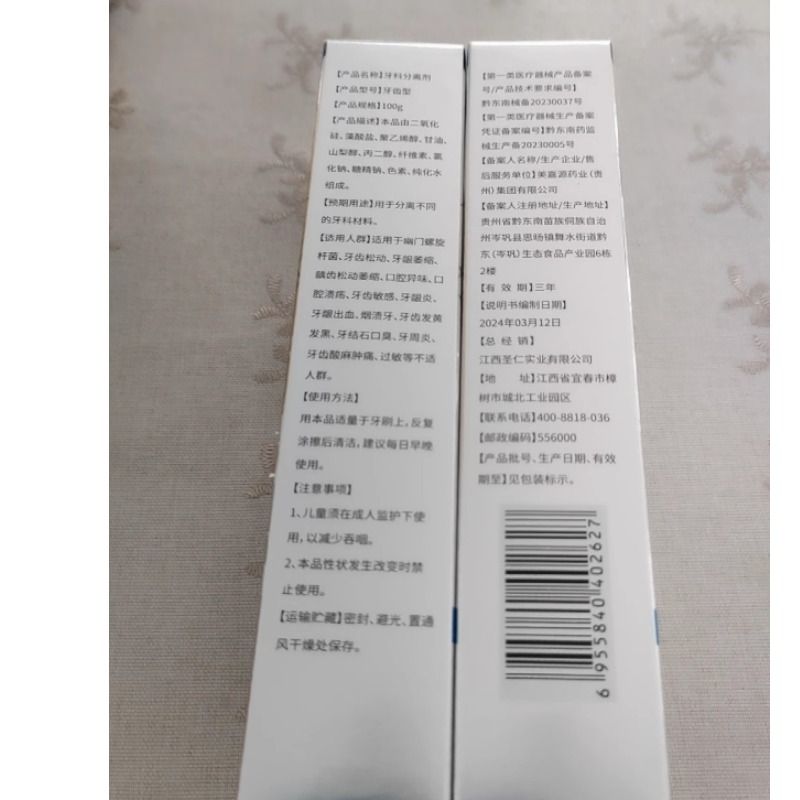 【产品名称】牙科分离剂
【产品型号】牙齿型
【产品规格】100g
【产品描述】本品由二氧化
硅、藻酸盐、聚乙烯醇、甘油、
山梨醇、丙二醇、纤维素、氯
化钠、糖精钠、色素、纯化水
组成。
【预期用途】用于分离不同
的牙科材料。
【适用人群】适用于幽门螺旋
杆菌、牙齿松动、牙龈萎缩、
龋齿松动萎缩、口腔异味、口
腔溃疡、牙齿敏感、牙龈炎、
牙龈出血、烟渍牙、牙齿发黄
发黑、牙结石口臭、牙周炎、
牙齿酸麻肿痛、过敏等不适
人群。
【使用方法】
用本品适量于牙刷上，反复
涂擦后清洁，建议每日早晚
使用。
【注意事项】
1、儿童须在成人监护下使
用，以减少吞咽。
2、本品性状发生改变时禁
止使用。
【运输贮藏】密封、避光、置通
风干燥处保存。
【第一类医疗器械产品备案
号/产品技术要求编号】
黔东南械备20230037号
【第一类医疗器械生产备案
凭证备案编号】黔东南药监
械生产备20230005号
【备案人名称/生产企业/售
后服务单位】美嘉源药业（贵
州）集团有限公司
【备案人注册地址/生产地址】
贵州省黔东南苗族侗族自治
州岑巩县思旸镇舞水街道黔
东（岑巩）生态食品产业园6栋
2楼
【有 效 期】三年
【说明书编制日期】
2024年03月12日
【总 经 销】
江西圣仁实业有限公司
【地 址】江西省宜春市樟
树市城北工业园区
【联系电话】400-8818-036
【邮政编码】556000
【产品批号、生产日期、有效
期至】见包装标示。
6 955840 402627